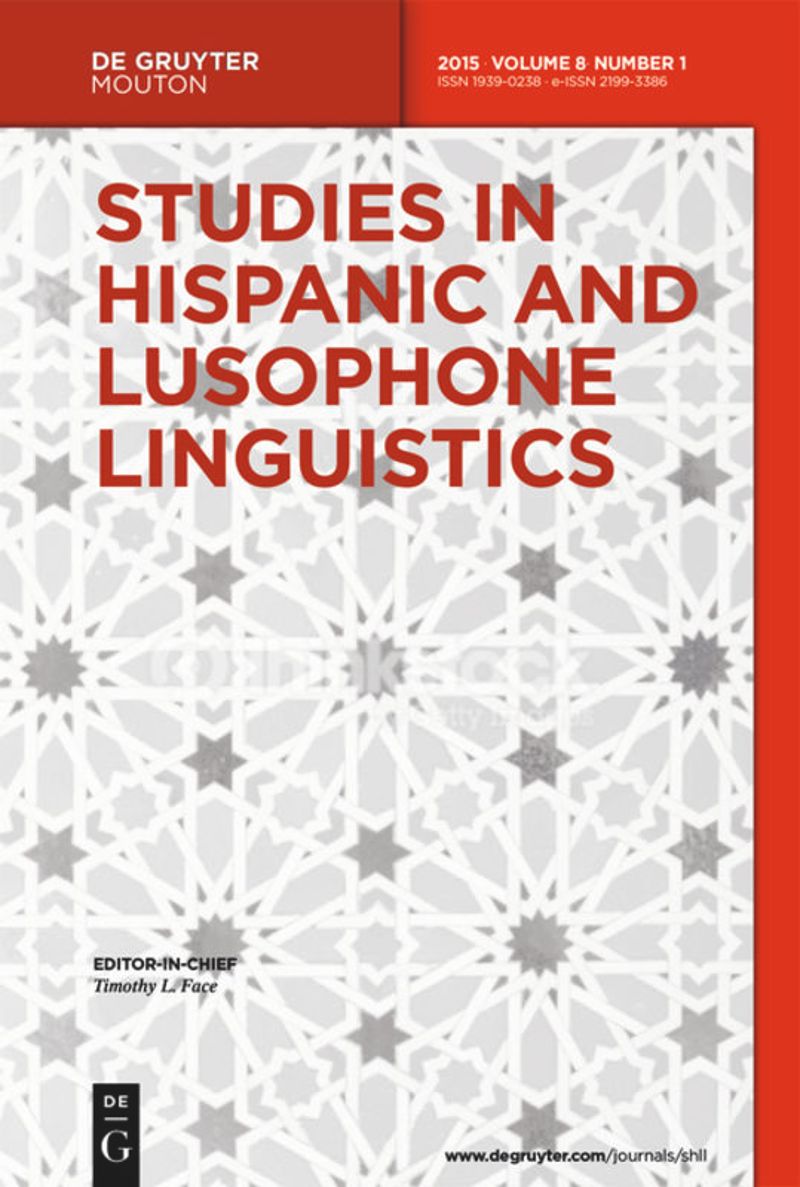 DE GRUYTER
MOUTON
2015 · VOLUME 8 · NUMBER 1
ISSN 1939-0238 · e-ISSN 2199-3386
STUDIES IN
HISPANIC AND
LUSOPHONE
LINGUISTICS
thinkstock
EDITOR-IN-CHIEF
Timothy L. Face
DE
G
www.degruyter.com/journals/shll